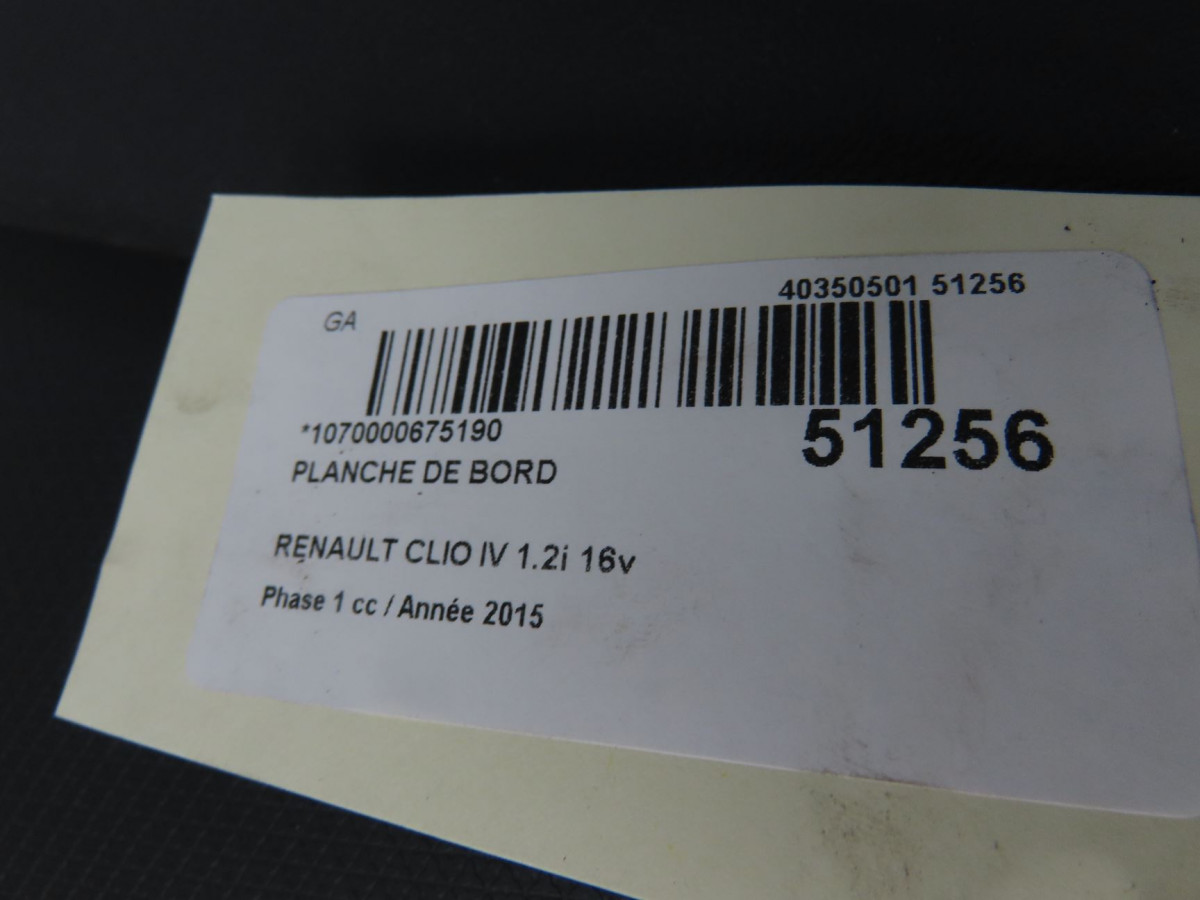 40350501 51256
GA
*1070000675190
51256
PLANCHE DE BORD
RENAULT CLIO IV 1.2i 16v
Phase 1 cc / Année 2015